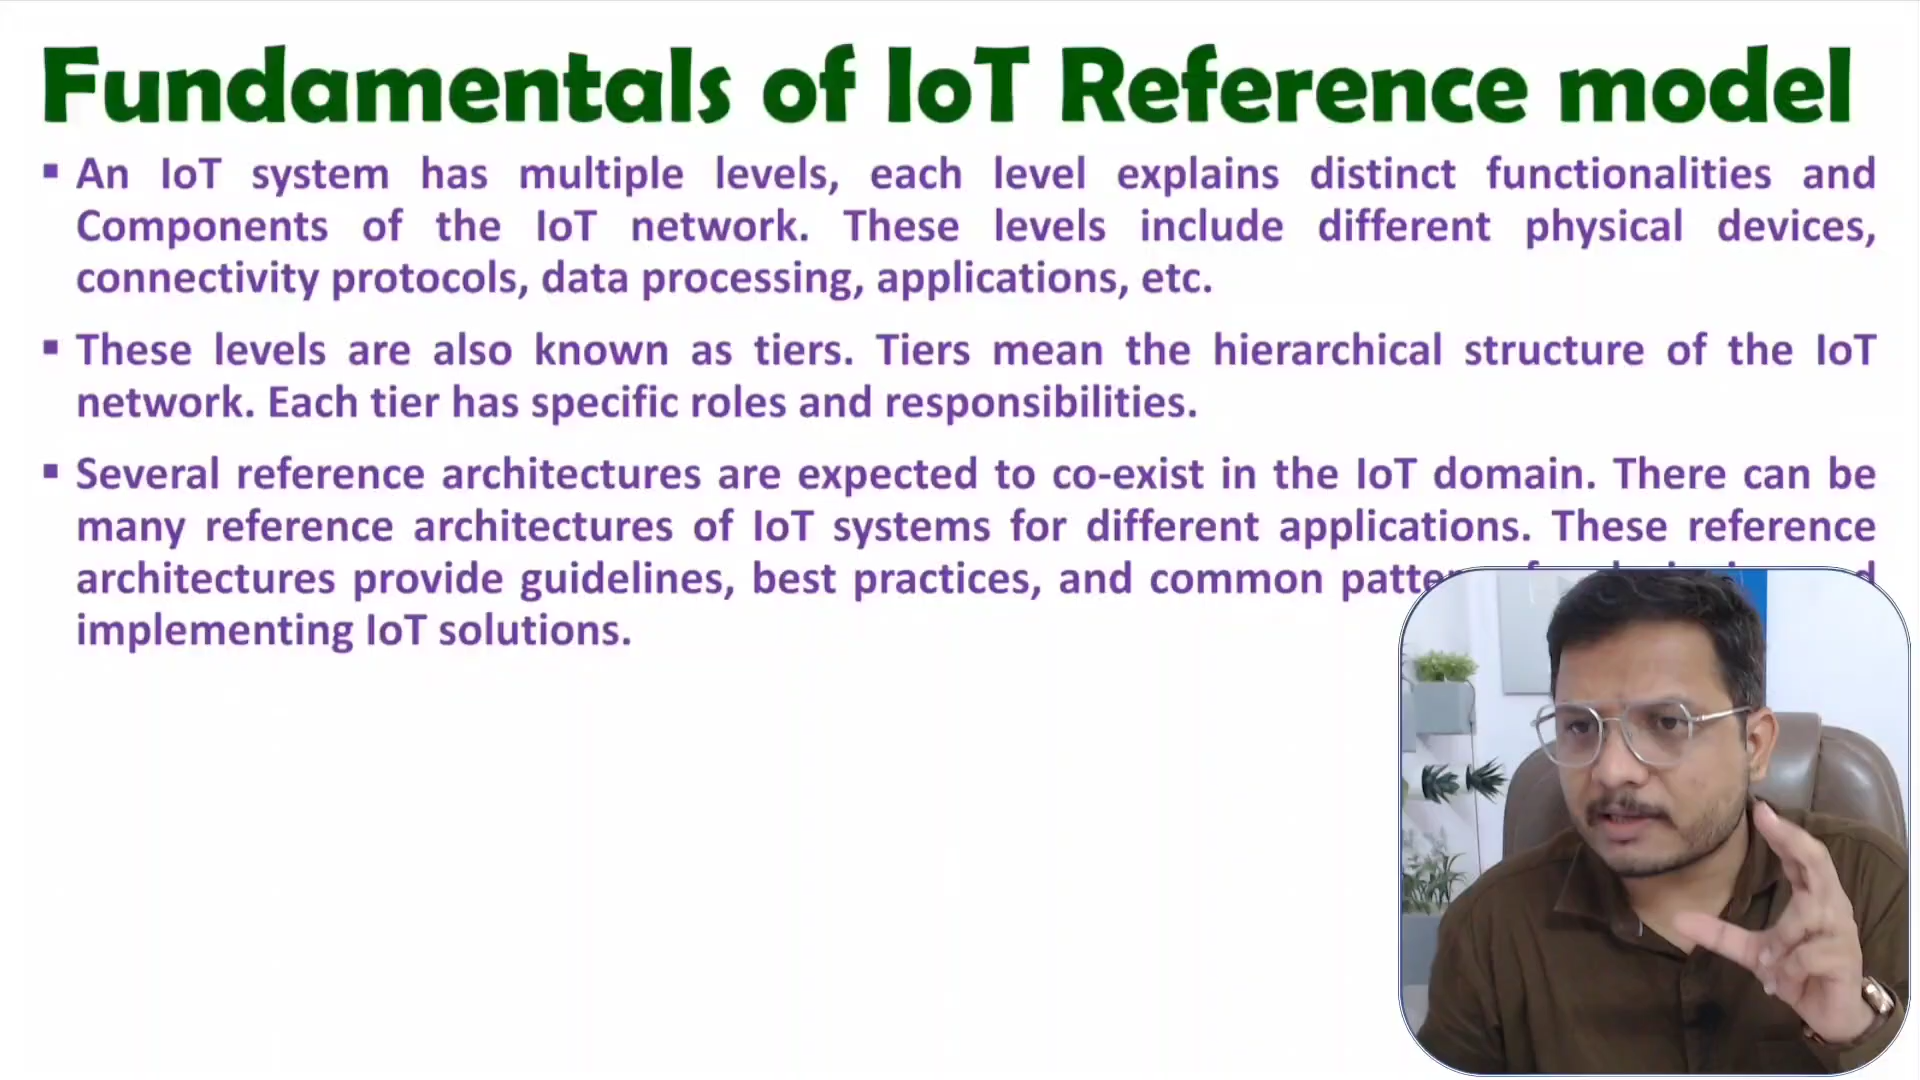 Fundamentals of IoT Reference model
▪ An IoT system has multiple levels, each level explains distinct functionalities and
Components of the IoT network. These levels include different physical devices,
connectivity protocols, data processing, applications, etc.
▪ These levels are also known as tiers. Tiers mean the hierarchical structure of the IoT
network. Each tier has specific roles and responsibilities.
▪ Several reference architectures are expected to co-exist in the IoT domain. There can be
many reference architectures of IoT systems for different applications. These reference
architectures provide guidelines, best practices, and common
implementing IoT solutions.